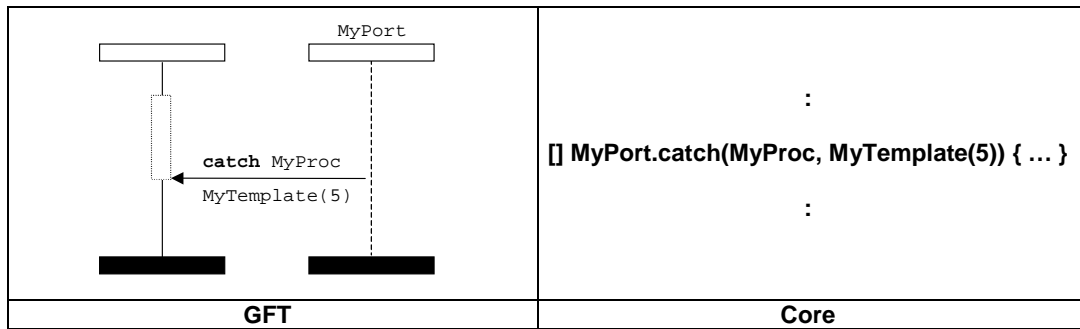 MyPort
catch MyProc
MyTemplate(5)
:
[] MyPort.catch(MyProc, MyTemplate(5)) { … }
:
GFT
Core